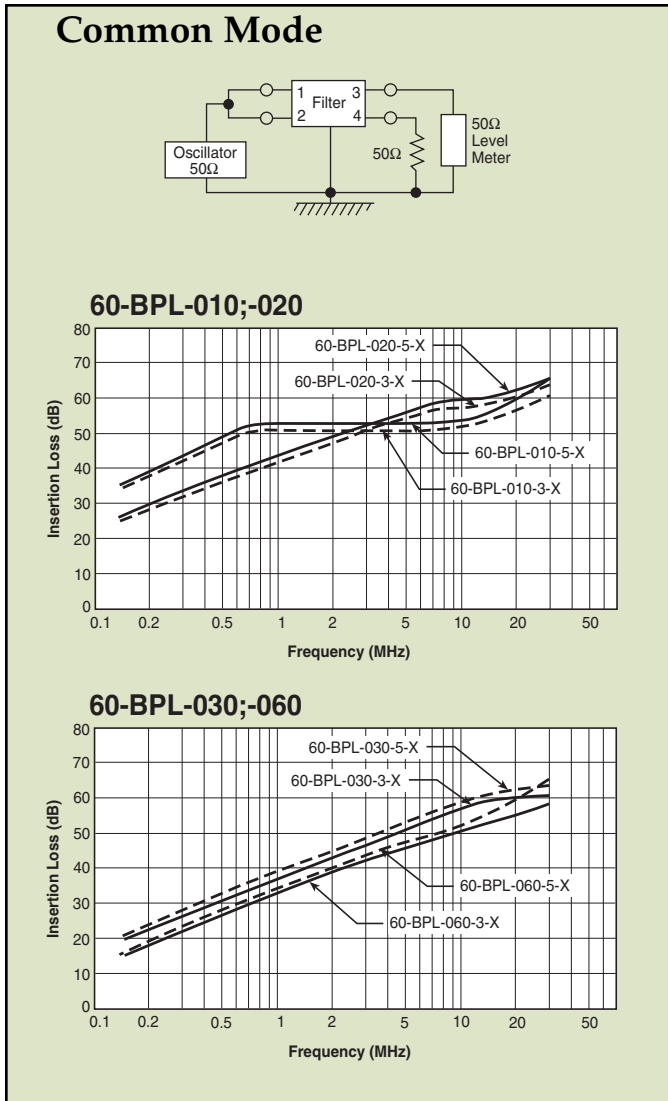 Common Mode
1 Filter 3
2 4
Oscillator
50Ω
50Ω
50Ω
Level
Meter
60-BPL-010;-020
80
70
60
50
40
30
20
10
0
Insertion Loss (dB)
60-BPL-020-5-X
60-BPL-020-3-X
60-BPL-010-5-X
60-BPL-010-3-X
0.1 0.2 0.5 1 2 5 10 20 50
Frequency (MHz)
60-BPL-030;-060
80
70
60
50
40
30
20
10
0
Insertion Loss (dB)
60-BPL-030-5-X
60-BPL-030-3-X
60-BPL-060-5-X
60-BPL-060-3-X
0.1 0.2 0.5 1 2 5 10 20 50
Frequency (MHz)